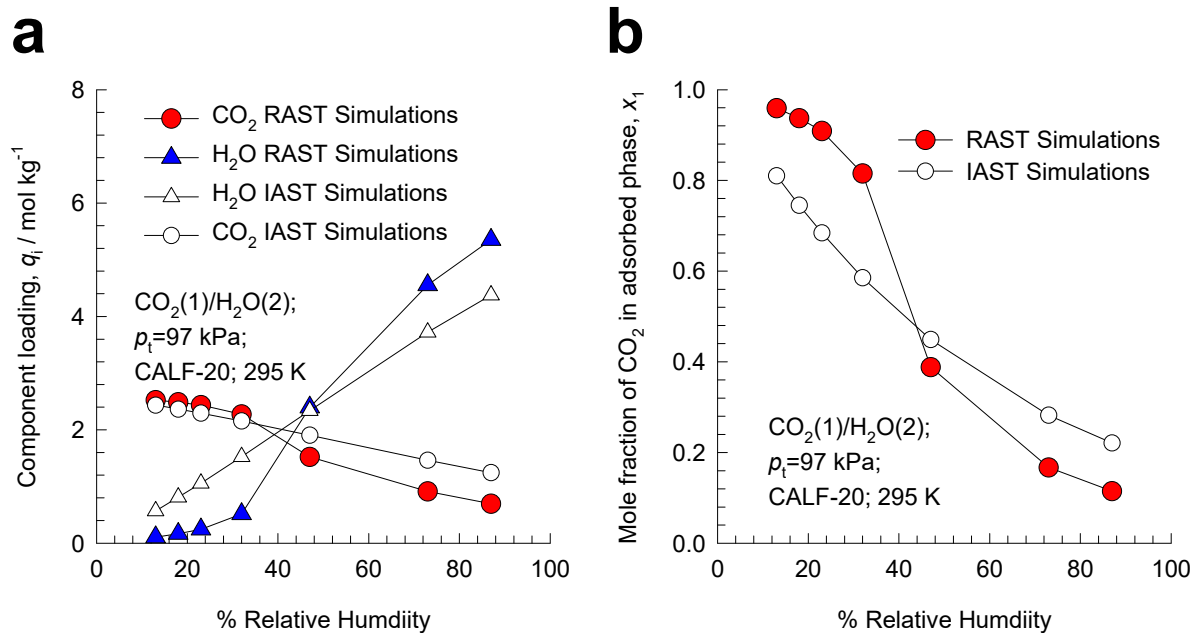 a
8
6
4
2
0
0
20
40
60
80
100
Component loading, qᵢ / mol kg⁻¹
% Relative Humdiity
CO₂ RAST Simulations
H₂O RAST Simulations
H₂O IAST Simulations
CO₂ IAST Simulations
CO₂(1)/H₂O(2);
pₜ=97 kPa;
CALF-20; 295 K
b
1.0
0.8
0.6
0.4
0.2
0.0
0
20
40
60
80
100
Mole fraction of CO₂ in adsorbed phase, x₁
% Relative Humdiity
RAST Simulations
IAST Simulations
CO₂(1)/H₂O(2);
pₜ=97 kPa;
CALF-20; 295 K